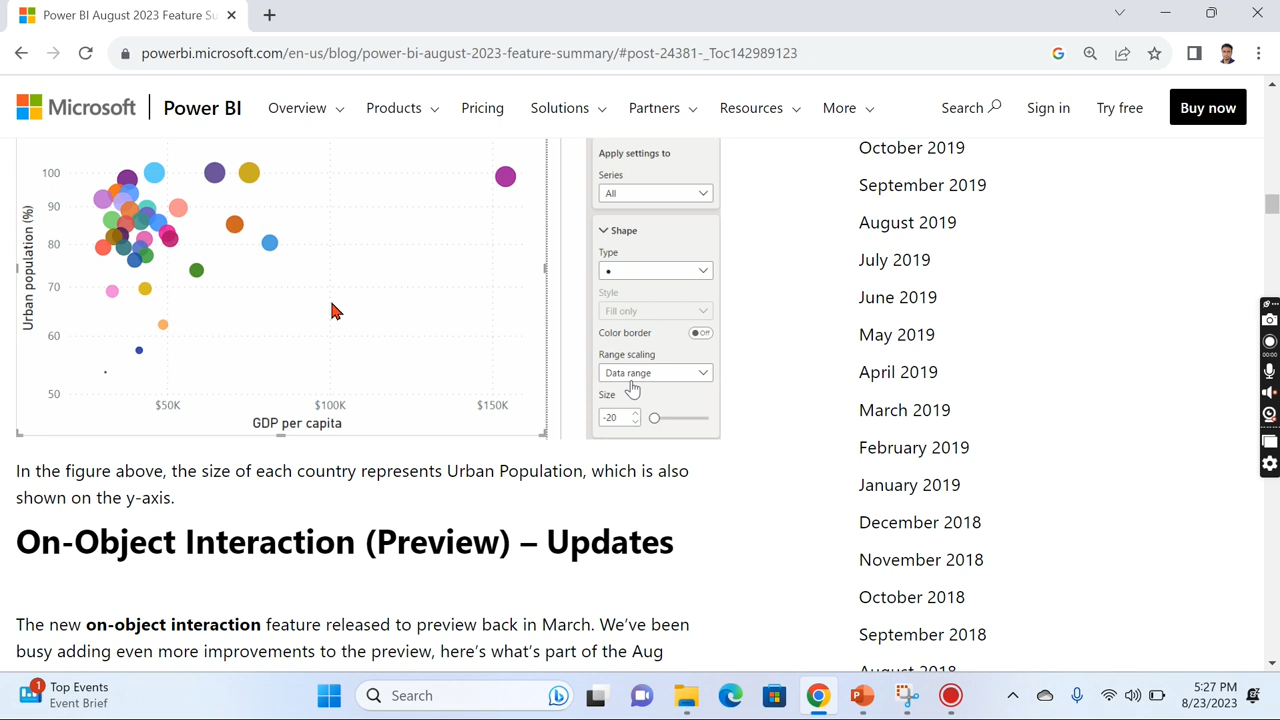 Power BI August 2023 Feature Su
powerbi.microsoft.com/en-us/blog/power-bi-august-2023-feature-summary/#post-24381-_Toc142989123
Microsoft
Power BI
Overview
Products
Pricing
Solutions
Partners
Resources
More
Search
Sign in
Try free
Buy now
Urban population (%)
100
90
80
70
60
50
$50K
$100K
$150K
GDP per capita
Apply settings to
Series
All
Shape
Type
Style
Fill only
Color border
Off
Range scaling
Data range
Size
-20
In the figure above, the size of each country represents Urban Population, which is also
shown on the y-axis.
On-Object Interaction (Preview) – Updates
The new on-object interaction feature released to preview back in March. We've been
busy adding even more improvements to the preview, here's what's part of the Aug
October 2019
September 2019
August 2019
July 2019
June 2019
May 2019
April 2019
March 2019
February 2019
January 2019
December 2018
November 2018
October 2018
September 2018
August 2018
00:00
1
Top Events
Event Brief
Search
5:27 PM
8/23/2023